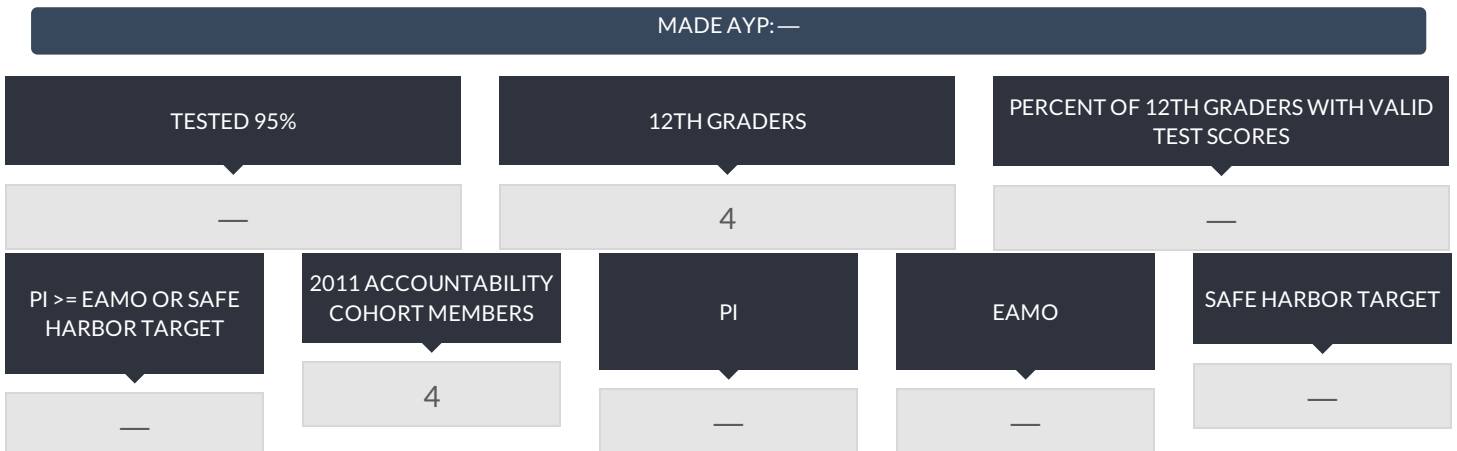 MADE AYP: —
TESTED 95%
12TH GRADERS
PERCENT OF 12TH GRADERS WITH VALID
TEST SCORES
—
4
—
PI >= EAMO OR SAFE
HARBOR TARGET
2011 ACCOUNTABILITY
COHORT MEMBERS
PI
EAMO
SAFE HARBOR TARGET
—
4
—
—
—